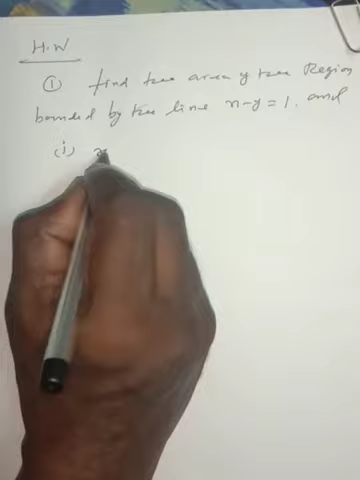 H.W
① find the area of the Region
bounded by the line x-y=1. and
(i) x